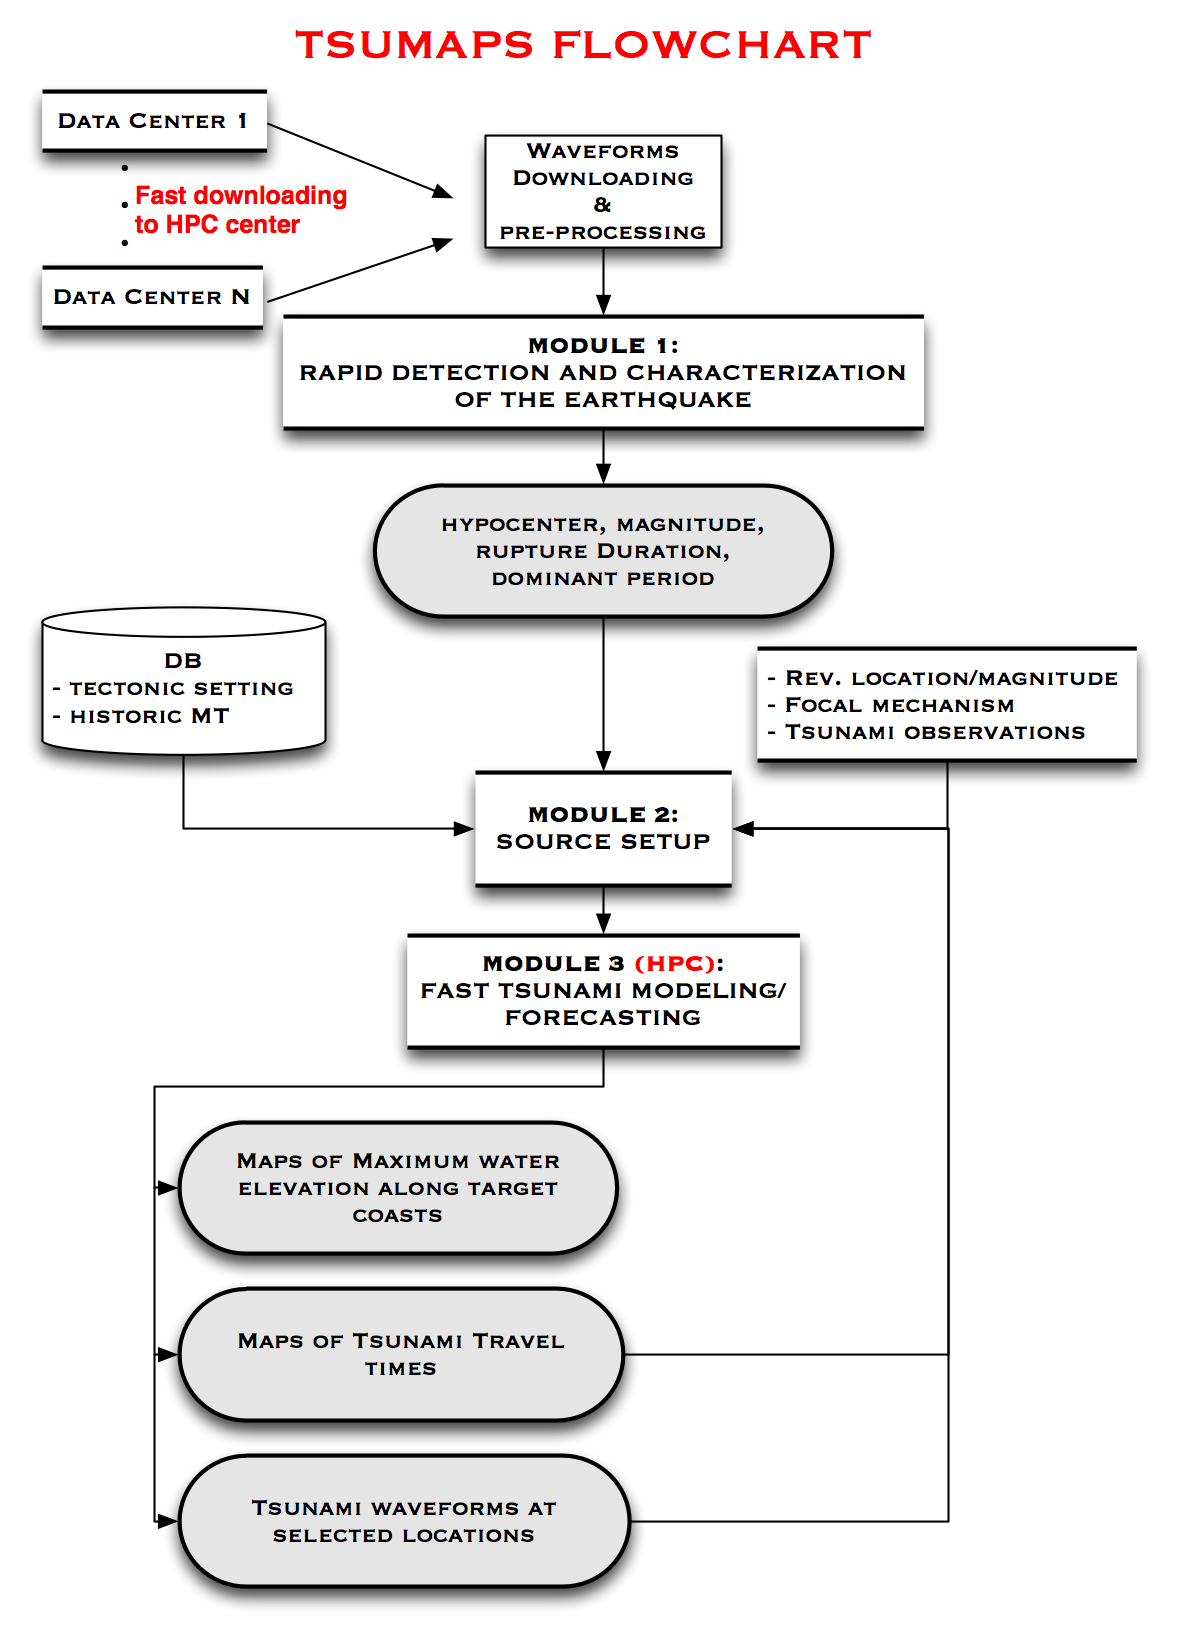 TSUMAPS FLOWCHART
DATA CENTER 1
Fast downloading
to HPC center
DATA CENTER N
WAVEFORMS
DOWNLOADING
&
PRE-PROCESSING
MODULE 1:
RAPID DETECTION AND CHARACTERIZATION
OF THE EARTHQUAKE
HYPOCENTER, MAGNITUDE,
RUPTURE DURATION,
DOMINANT PERIOD
DB
- TECTONIC SETTING
- HISTORIC MT
- REV. LOCATION/MAGNITUDE
- FOCAL MECHANISM
- TSUNAMI OBSERVATIONS
MODULE 2:
SOURCE SETUP
MODULE 3 (HPC):
FAST TSUNAMI MODELING/
FORECASTING
MAPS OF MAXIMUM WATER
ELEVATION ALONG TARGET
COASTS
MAPS OF TSUNAMI TRAVEL
TIMES
TSUNAMI WAVEFORMS AT
SELECTED LOCATIONS